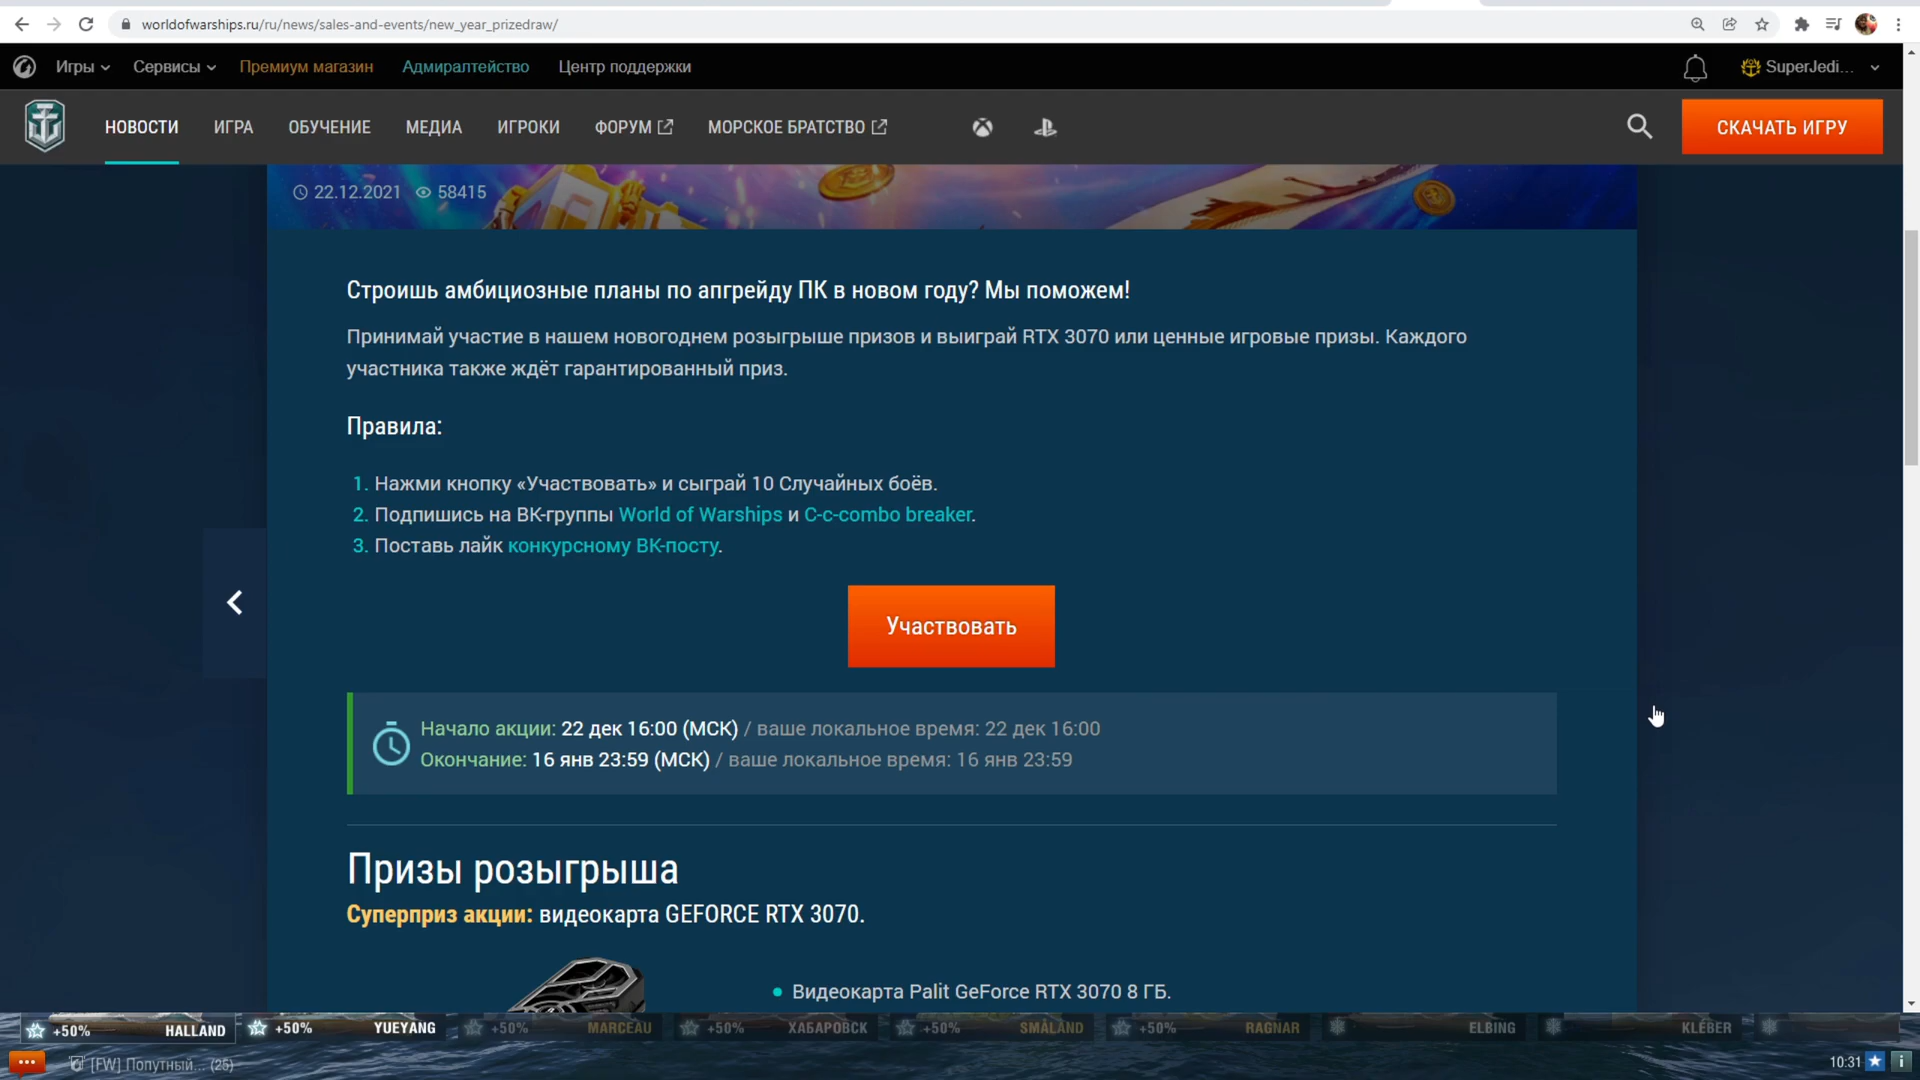 worldofwarships.ru/ru/news/sales-and-events/new_year_prizedraw/
Игры Сервисы Премиум магазин Адмиралтейство Центр поддержки SuperJedi...
НОВОСТИ ИГРА ОБУЧЕНИЕ МЕДИА ИГРОКИ ФОРУМ МОРСКОЕ БРАТСТВО СКАЧАТЬ ИГРУ
22.12.2021 58415
Строишь амбициозные планы по апгрейду ПК в новом году? Мы поможем!
Принимай участие в нашем новогоднем розыгрыше призов и выиграй RTX 3070 или ценные игровые призы. Каждого
участника также ждёт гарантированный приз.
Правила:
1. Нажми кнопку «Участвовать» и сыграй 10 Случайных боёв.
2. Подпишись на ВК-группы World of Warships и C-c-combo breaker.
3. Поставь лайк конкурсному ВК-посту.
Участвовать
Начало акции: 22 дек 16:00 (МСК) / ваше локальное время: 22 дек 16:00
Окончание: 16 янв 23:59 (МСК) / ваше локальное время: 16 янв 23:59
Призы розыгрыша
Суперприз акции: видеокарта GEFORCE RTX 3070.
Видеокарта Palit GeForce RTX 3070 8 ГБ.
+50% HALLAND +50% YUEYANG +50% MARCEAU +50% ХАБАРОВСК +50% SMÅLAND +50% RAGNAR ELBING KLÉBER
[FW] Попутный... (25) 10:31